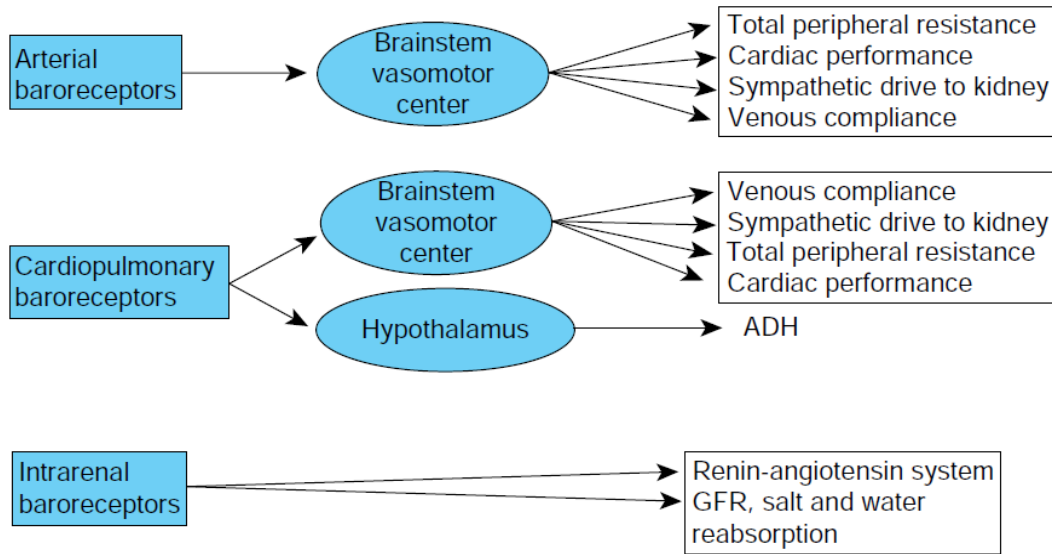 Arterial
baroreceptors
Brainstem
vasomotor
center
Total peripheral resistance
Cardiac performance
Sympathetic drive to kidney
Venous compliance
Cardiopulmonary
baroreceptors
Brainstem
vasomotor
center
Venous compliance
Sympathetic drive to kidney
Total peripheral resistance
Cardiac performance
Hypothalamus
ADH
Intrarenal
baroreceptors
Renin-angiotensin system
GFR, salt and water
reabsorption